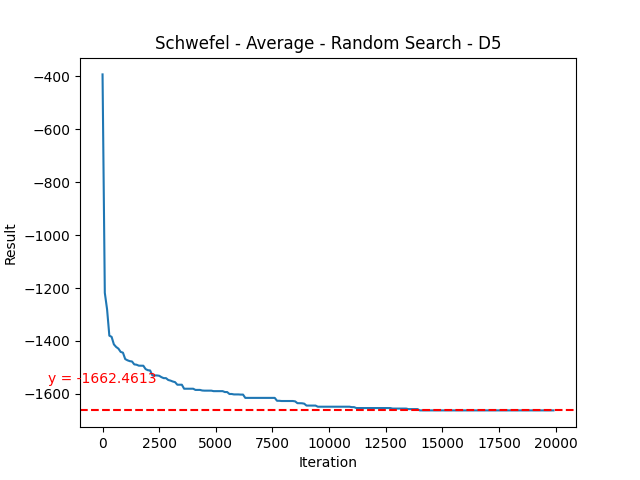 Schwefel - Average - Random Search - D5
Result
−400
−600
−800
−1000
−1200
−1400
−1600
y = -1662.4613
0 2500 5000 7500 10000 12500 15000 17500 20000
Iteration